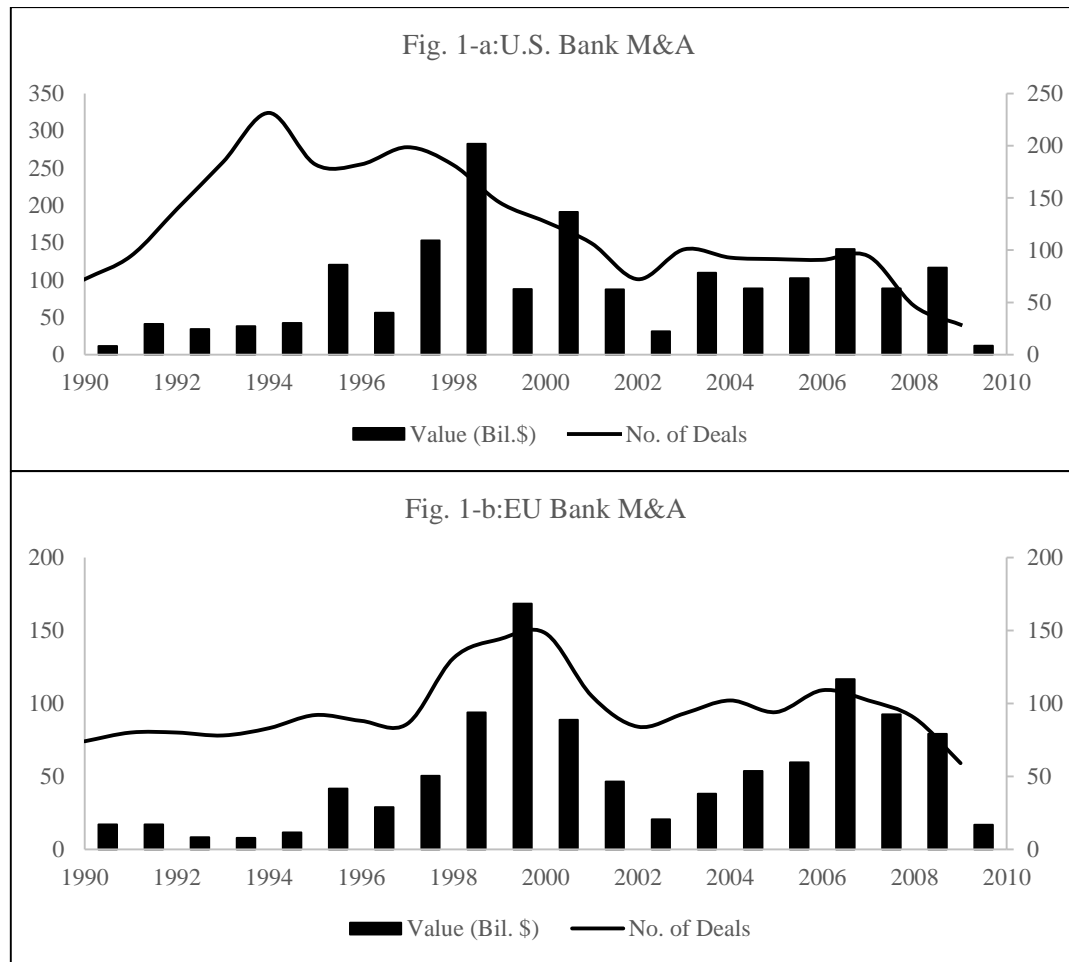 Fig. 1-a:U.S. Bank M&A
350 250
300 200
250
200 150
150 100
100
50 50
0 0
1990 1992 1994 1996 1998 2000 2002 2004 2006 2008 2010
Value (Bil.$) No. of Deals
Fig. 1-b:EU Bank M&A
200 200
150 150
100 100
50 50
0 0
1990 1992 1994 1996 1998 2000 2002 2004 2006 2008 2010
Value (Bil. $) No. of Deals